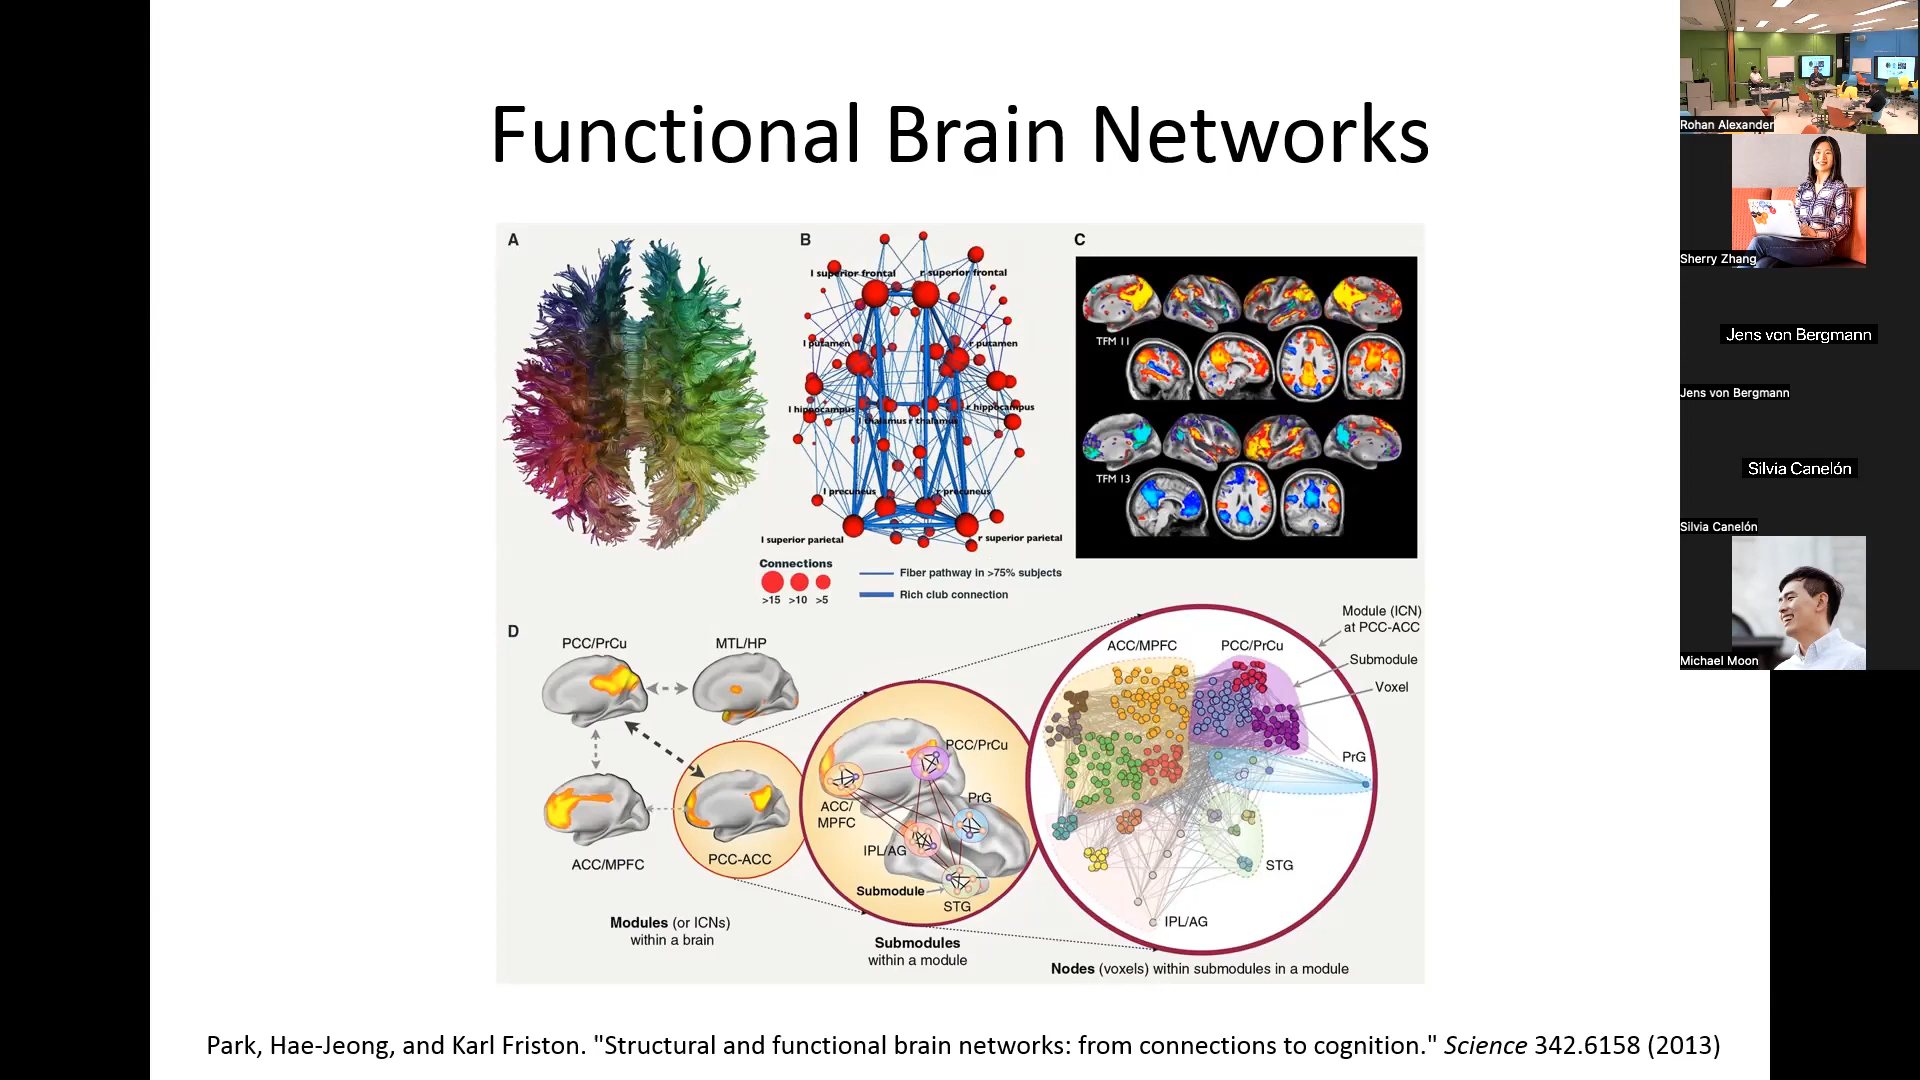 Functional Brain Networks
A
B
C
l superior frontal
r superior frontal
l putamen
r putamen
l hippocampus
r hippocampus
l thalamus r thalamus
l precuneus
r precuneus
l superior parietal
r superior parietal
Connections
>15 >10 >5
Fiber pathway in >75% subjects
Rich club connection
TFM 11
TFM 13
D
PCC/PrCu
MTL/HP
ACC/MPFC
PCC-ACC
Modules (or ICNs)
within a brain
PCC/PrCu
ACC/
MPFC
PrG
IPL/AG
Submodule
STG
Submodules
within a module
Module (ICN)
at PCC-ACC
ACC/MPFC
PCC/PrCu
Submodule
Voxel
PrG
STG
IPL/AG
Nodes (voxels) within submodules in a module
Park, Hae-Jeong, and Karl Friston. "Structural and functional brain networks: from connections to cognition." Science 342.6158 (2013)
Rohan Alexander
Sherry Zhang
Jens von Bergmann
Jens von Bergmann
Silvia Canelón
Silvia Canelón
Michael Moon